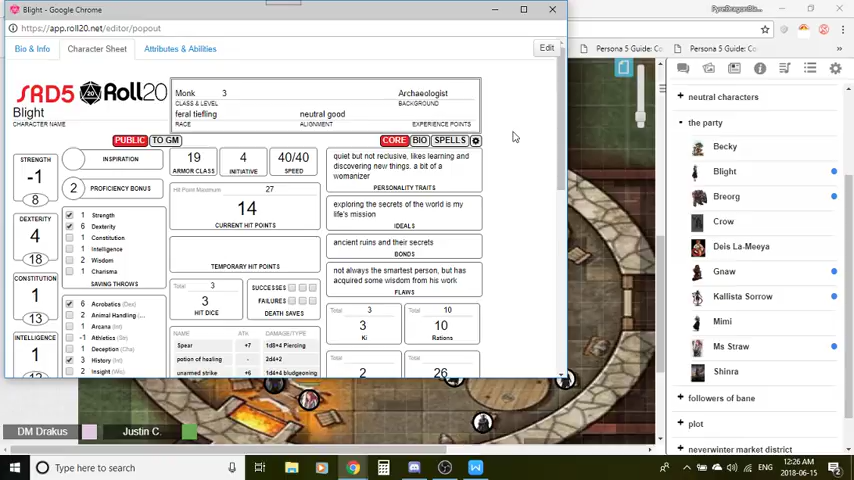 Blight - Google Chrome
https://app.roll20.net/editor/popout
Bio & Info Character Sheet Attributes & Abilities Edit
Persona 5 Guide: Co Persona 5 Guide: Co
SRD5 Roll20
Blight
CHARACTER NAME
Monk 3 Archaeologist
CLASS & LEVEL BACKGROUND
feral tiefling neutral good
RACE ALIGNMENT EXPERIENCE POINTS
PUBLIC TO GM CORE BIO SPELLS
STRENGTH
-1
8
DEXTERITY
4
18
CONSTITUTION
1
13
INTELLIGENCE
1
INSPIRATION
2 PROFICIENCY BONUS
1 Strength
6 Dexterity
1 Constitution
1 Intelligence
2 Wisdom
1 Charisma
SAVING THROWS
6 Acrobatics (Dex)
2 Animal Handling (...
1 Arcana (Int)
-1 Athletics (Str)
1 Deception (Cha)
3 History (Int)
2 Insight (Wis)
19 4 40/40
ARMOR CLASS INITIATIVE SPEED
Hit Point Maximum 27
14
CURRENT HIT POINTS
TEMPORARY HIT POINTS
Total 3
3
HIT DICE
SUCCESSES
FAILURES
DEATH SAVES
NAME ATK DAMAGE/TYPE
Spear +7 1d8+4 Piercing
potion of healing - 2d4+2
unarmed strike +6 1d4+4 bludgeoning
quiet but not reclusive, likes learning and
discovering new things. a bit of a
womanizer
PERSONALITY TRAITS
exploring the secrets of the world is my
life's mission
IDEALS
ancient ruins and their secrets
BONDS
not always the smartest person, but has
acquired some wisdom from his work
FLAWS
Total 3 Total 10
3 10
Ki Rations
Total Total
2 26
neutral characters
the party
Becky
Blight
Breorg
Crow
Deis La-Meeya
Gnaw
Kallista Sorrow
Mimi
Ms Straw
Shinra
followers of bane
plot
neverwinter market district
DM Drakus Justin C.
Type here to search
ENG
12:26 AM
2018-06-15
2